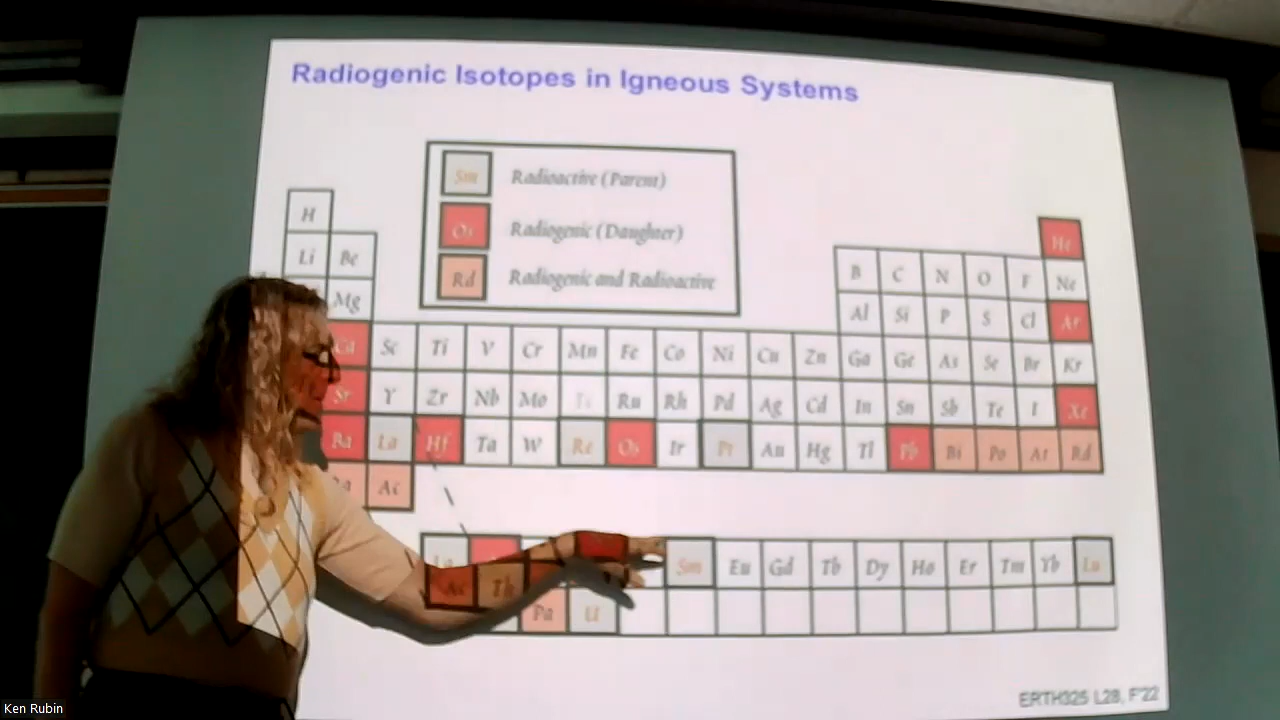 Radiogenic Isotopes in Igneous Systems
Sm Radioactive (Parent)
Os Radiogenic (Daughter)
Rd Radiogenic and Radioactive
H He
Li Be B C N O F Ne
Mg Al Si P S Cl Ar
Ca Sc Ti V Cr Mn Fe Co Ni Cu Zn Ga Ge As Se Br Kr
Sr Y Zr Nb Mo Ru Rh Pd Ag Cd In Sn Sb Te I Xe
Ba La Hf Ta W Re Os Ir Pt Au Hg Tl Pb Bi Po At Rd
Ac
Sm Eu Gd Tb Dy Ho Er Tm Yb Lu
Ac Th Pa U
ERTH325 L28, F'22
Ken Rubin